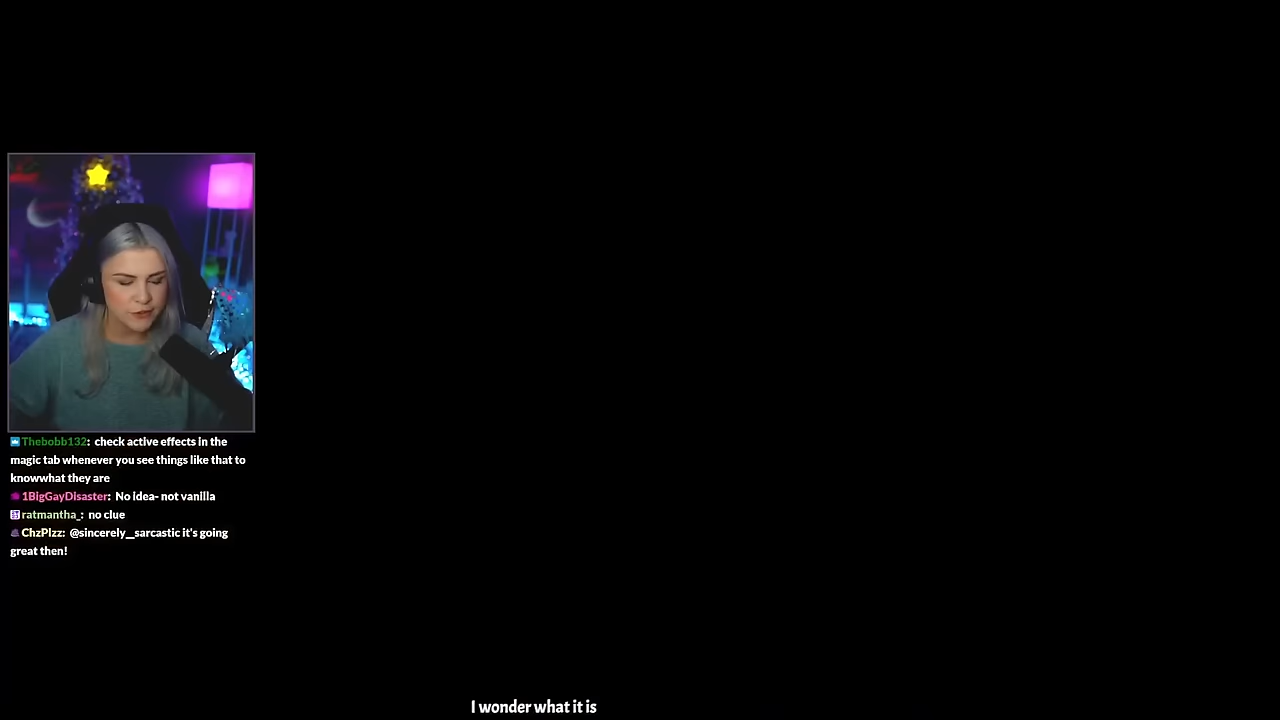 Thebobb132: check active effects in the
magic tab whenever you see things like that to
knowwhat they are
1BigGayDisaster: No idea- not vanilla
ratmantha_: no clue
ChzPlzz: @sincerely__sarcastic it's going
great then!
I wonder what it is